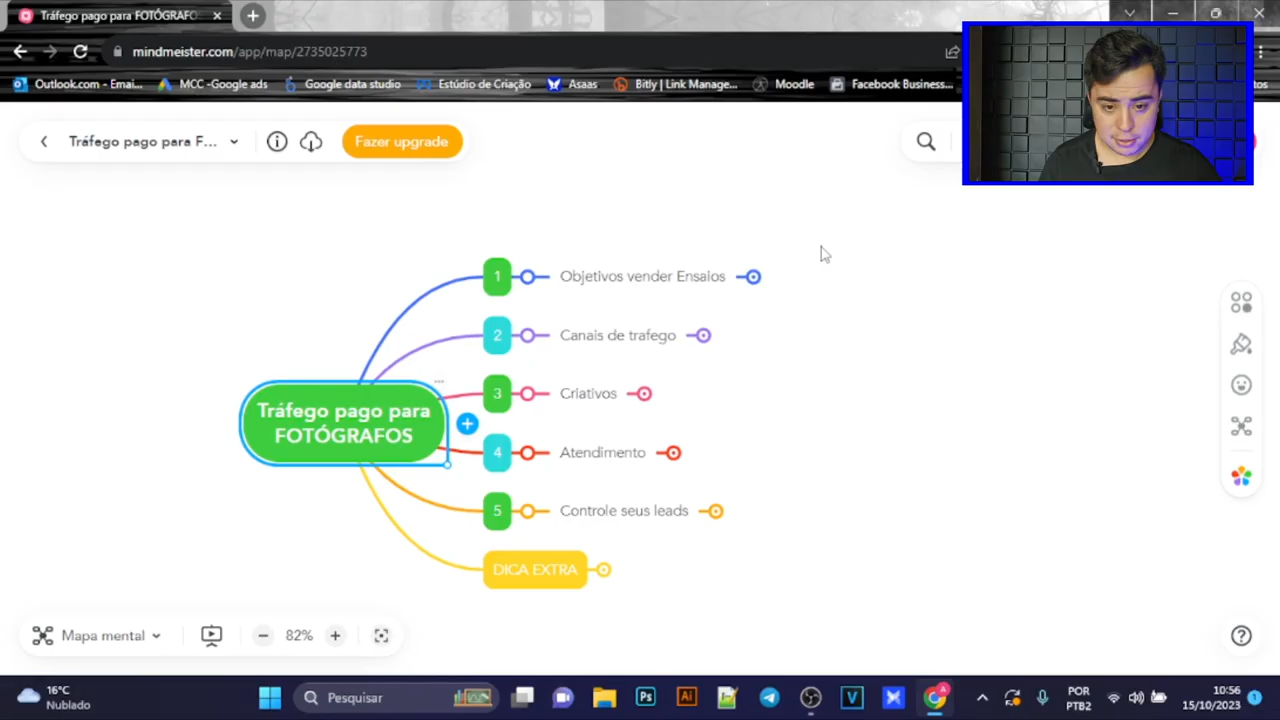 Tráfego pago para FOTÓGRAFO
mindmeister.com/app/map/2735025773
Outlook.com - Emai...
MCC -Google ads
Google data studio
Estúdio de Criação
Asaas
Bitly | Link Manage...
Moodle
Facebook Business...
Tráfego pago para F...
Fazer upgrade
1
Objetivos vender Ensaios
2
Canais de trafego
3
Criativos
Tráfego pago para
FOTÓGRAFOS
4
Atendimento
5
Controle seus leads
DICA EXTRA
Mapa mental
82%
16°C
Nublado
Pesquisar
Ps
Ai
V
A
POR
PTB2
10:56
15/10/2023
1